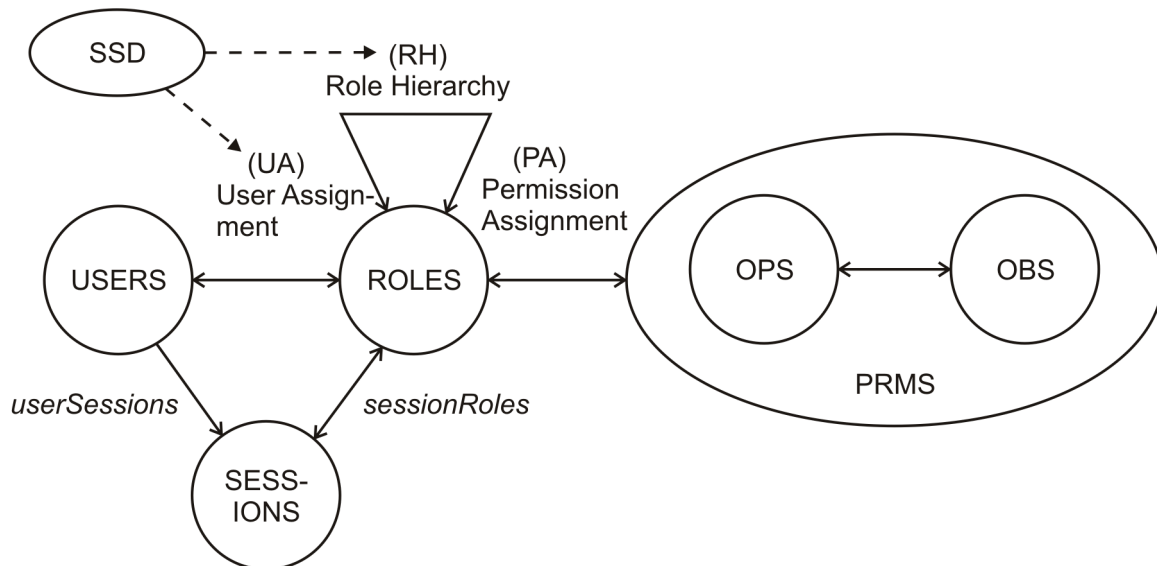 SSD
(RH)
Role Hierarchy
(UA)
User Assign-
ment
(PA)
Permission
Assignment
USERS
ROLES
OPS
OBS
PRMS
userSessions
sessionRoles
SESS-
IONS